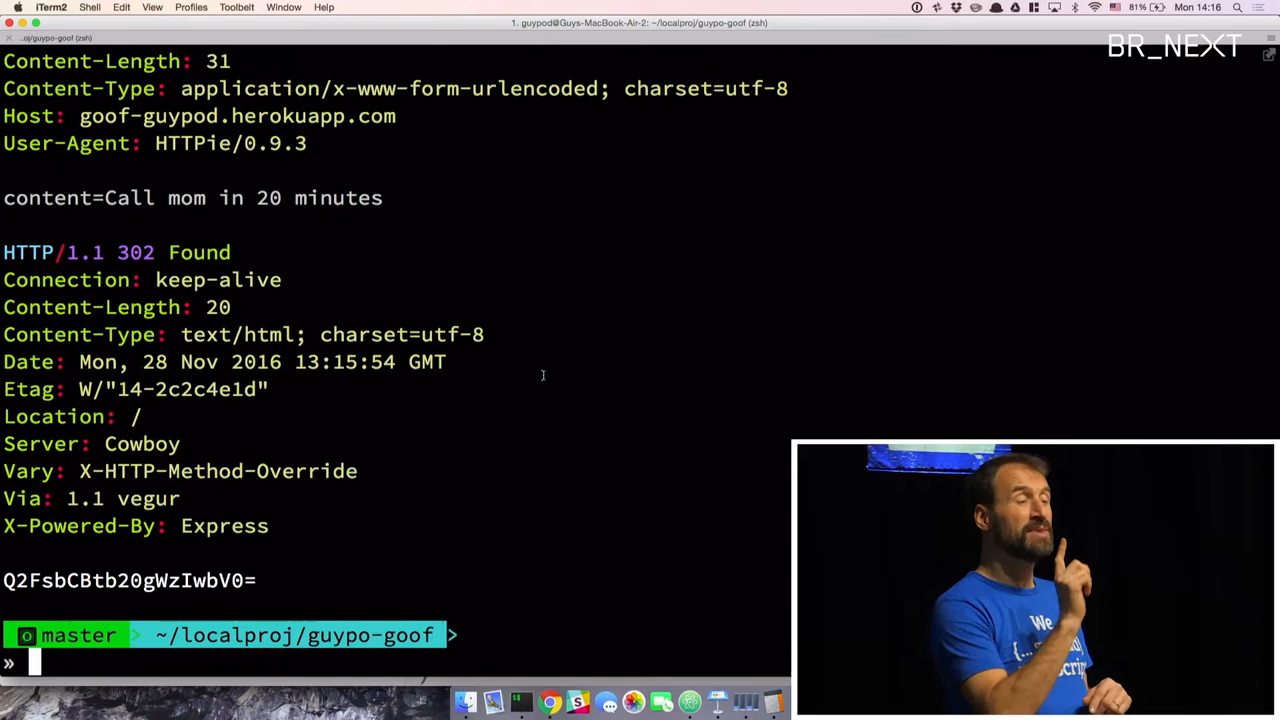 iTerm2 Shell Edit View Profiles Toolbelt Window Help 81% Mon 14:16
1. guypod@Guys-MacBook-Air-2: ~/localproj/guypo-goof (zsh)
..oj/guypo-goof (zsh)
BR_NEXT
Content-Length: 31
Content-Type: application/x-www-form-urlencoded; charset=utf-8
Host: goof-guypod.herokuapp.com
User-Agent: HTTPie/0.9.3
content=Call mom in 20 minutes
HTTP/1.1 302 Found
Connection: keep-alive
Content-Length: 20
Content-Type: text/html; charset=utf-8
Date: Mon, 28 Nov 2016 13:15:54 GMT
Etag: W/"14-2c2c4e1d"
Location: /
Server: Cowboy
Vary: X-HTTP-Method-Override
Via: 1.1 vegur
X-Powered-By: Express
Q2FsbCBtb20gWzIwbV0=
master > ~/localproj/guypo-goof >
»
We